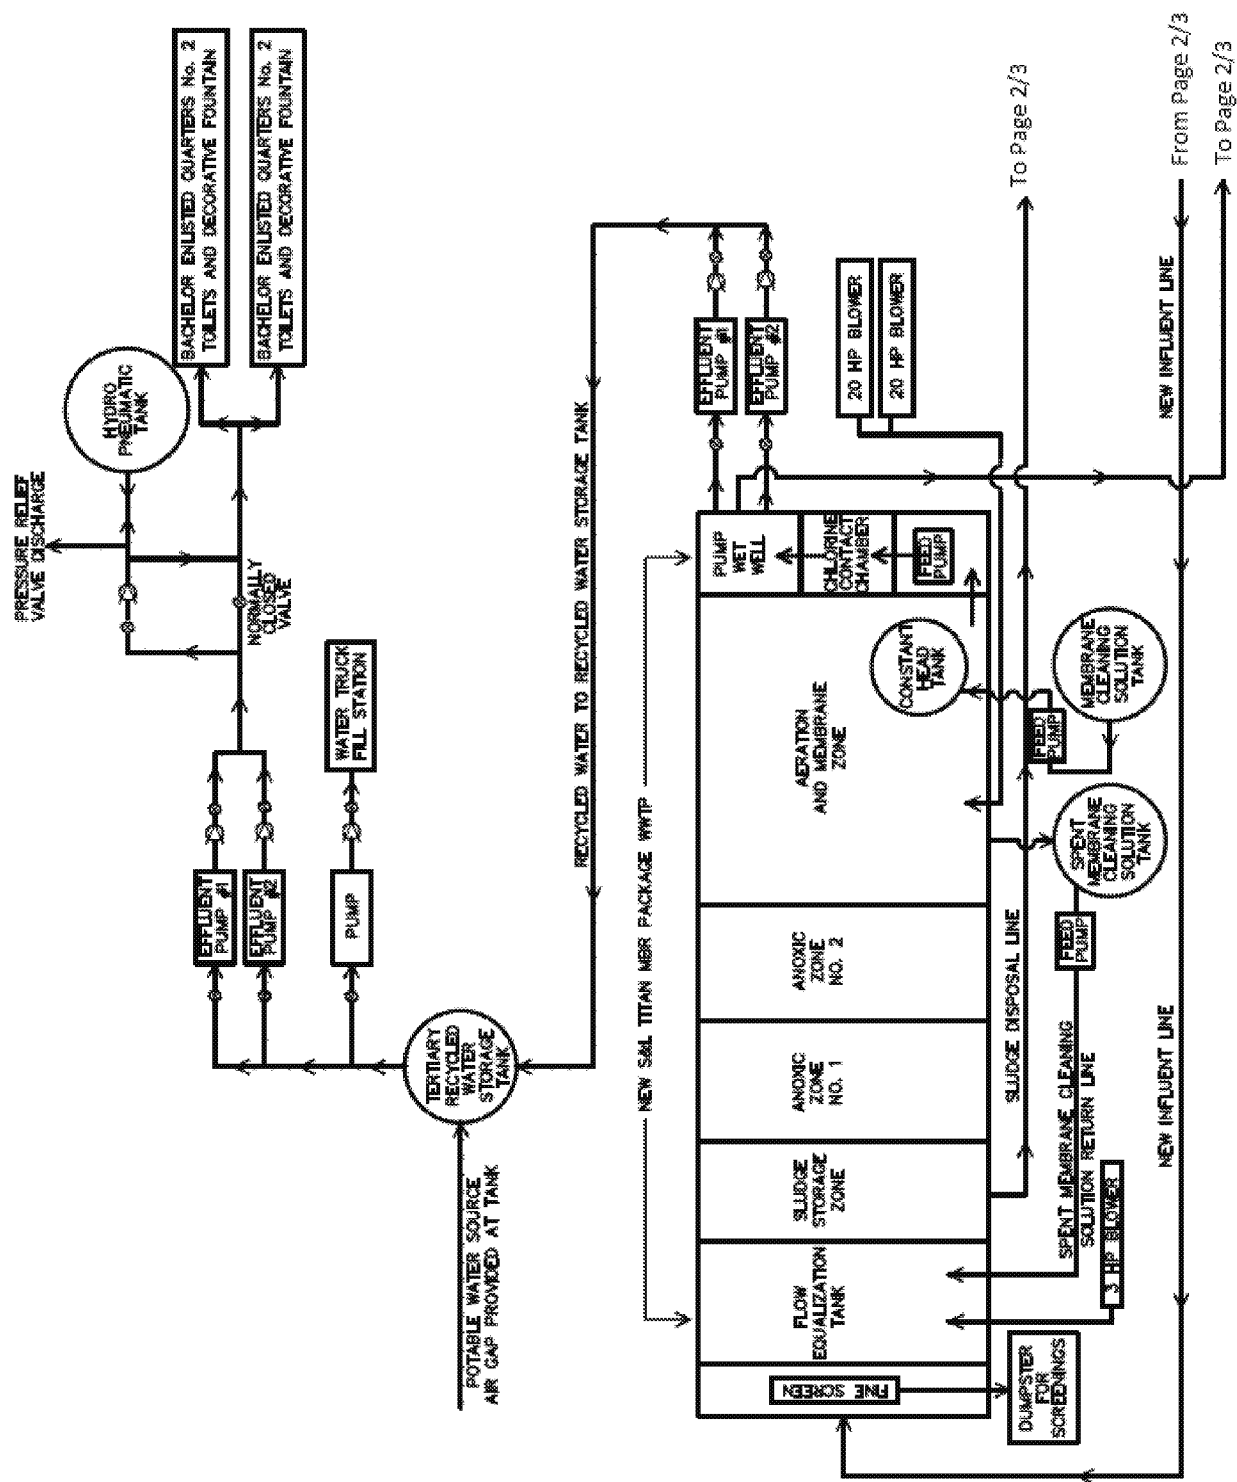 PRESSURE RELIEF
VALVE DISCHARGE
HYDRO
PNEUMATIC
TANK
BACHELOR ENLISTED QUARTERS No. 2
TOILETS AND DECORATIVE FOUNTAIN
BACHELOR ENLISTED QUARTERS No. 2
TOILETS AND DECORATIVE FOUNTAIN
NORMALLY
CLOSED
VALVE
EFFLUENT
PUMP #1
EFFLUENT
PUMP #2
PUMP
WATER TRUCK
FILL STATION
TERTIARY
RECYCLED
WATER
STORAGE
TANK
POTABLE WATER SOURCE
AIR GAP PROVIDED AT TANK
RECYCLED WATER TO RECYCLED WATER STORAGE TANK
NEW S&L TITAN MBR PACKAGE WWTP
EFFLUENT
PUMP #1
EFFLUENT
PUMP #2
20 HP BLOWER
20 HP BLOWER
FINE SCREEN
FLOW
EQUALIZATION
TANK
SLUDGE
STORAGE
ZONE
ANOXIC
ZONE
NO. 1
ANOXIC
ZONE
NO. 2
AERATION
AND MEMBRANE
ZONE
PUMP
WET
WELL
CHLORINE
CONTACT
CHAMBER
FEED
PUMP
CONSTANT
HEAD
TANK
To Page 2/3
SLUDGE DISPOSAL LINE
FEED
PUMP
MEMBRANE
CLEANING
SOLUTION
TANK
SPENT
MEMBRANE
CLEANING
SOLUTION
TANK
FEED
PUMP
SPENT MEMBRANE CLEANING
SOLUTION RETURN LINE
3 HP BLOWER
DUMPSTER
FOR
SCREENINGS
NEW INFLUENT LINE
NEW INFLUENT LINE
From Page 2/3
To Page 2/3